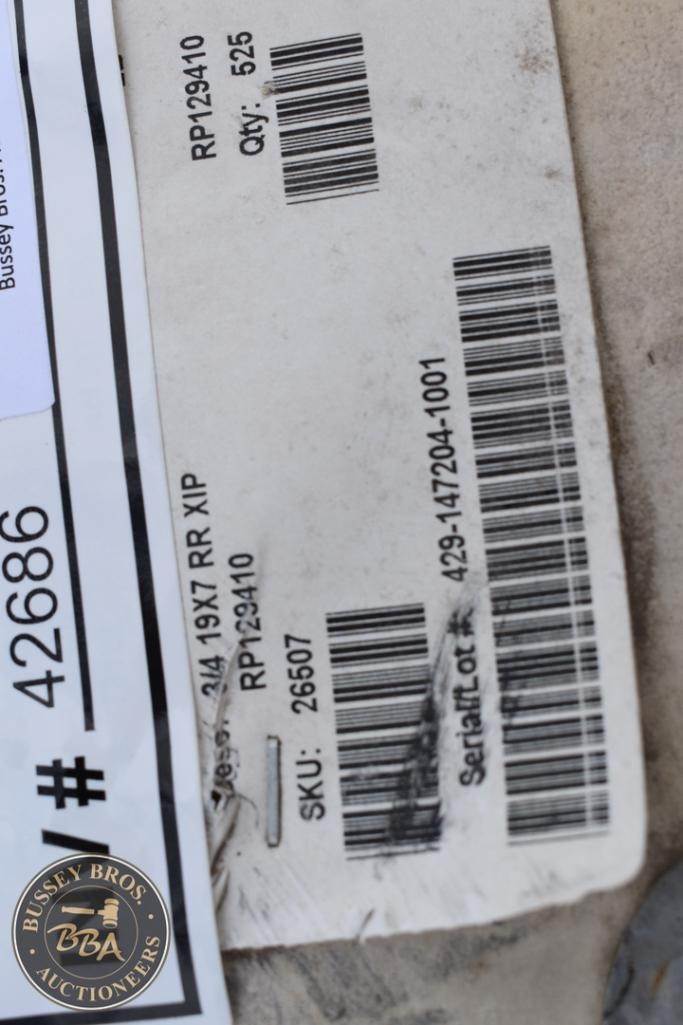 Bussey Bros.
/ # 42686
RP129410
Qty: 525
3/4 19X7 RR XIP
RP129410
SKU: 26507
Serial/Lot #: 429-147204-1001
BUSSEY BROS.
BBA
AUCTIONEERS